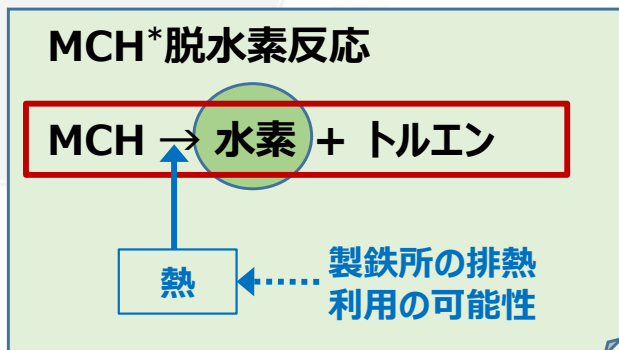 MCH*脱水素反応
MCH → 水素 + トルエン
熱
製鉄所の排熱
利用の可能性